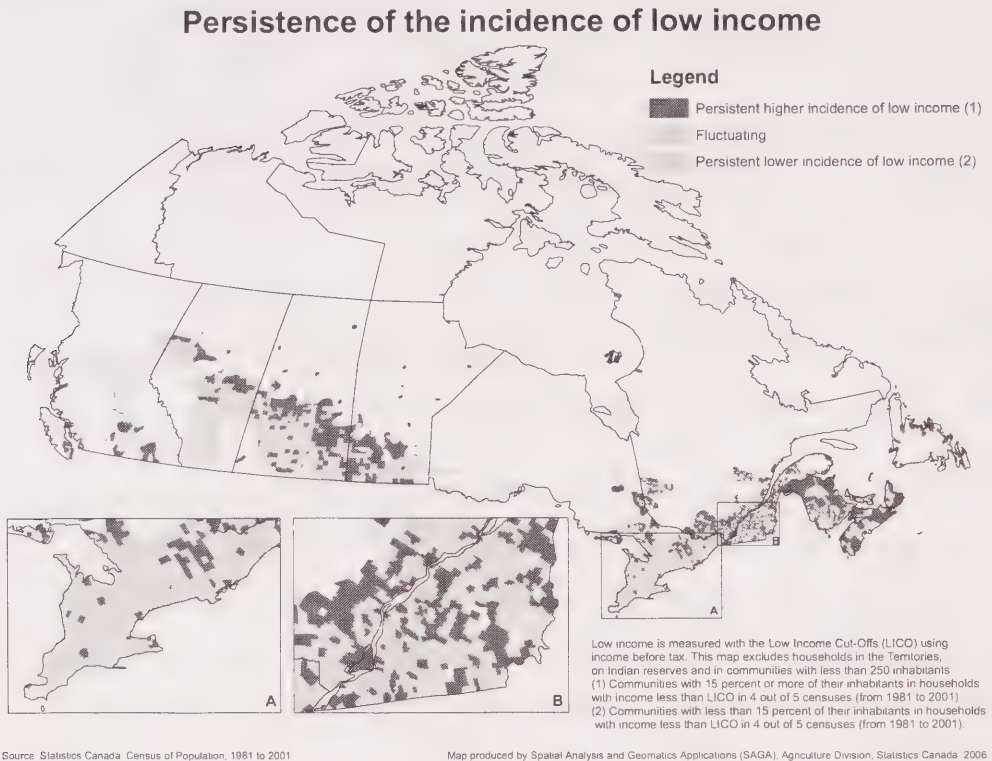 Persistence of the incidence of low income
Legend
Persistent higher incidence of low income (1)
Fluctuating
Persistent lower incidence of low income (2)
B
A
A
B
Low income is measured with the Low Income Cut-Offs (LICO) using
income before tax. This map excludes households in the Territories,
on Indian reserves and in communities with less than 250 inhabitants
(1) Communities with 15 percent or more of their inhabitants in households
with income less than LICO in 4 out of 5 censuses (from 1981 to 2001)
(2) Communities with less than 15 percent of their inhabitants in households
with income less than LICO in 4 out of 5 censuses (from 1981 to 2001).
Source Statistics Canada Census of Population, 1981 to 2001
Map produced by Spatial Analysis and Geomatics Applications (SAGA), Agriculture Division, Statistics Canada 2006